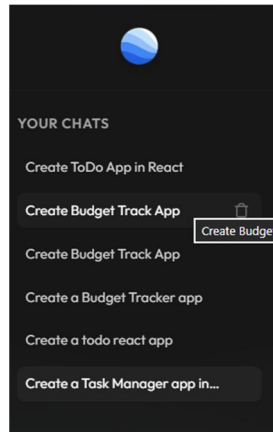 YOUR CHATS
Create ToDo App in React
Create Budget Track App
Create Budge
Create Budget Track App
Create a Budget Tracker app
Create a todo react app
Create a Task Manager app in...